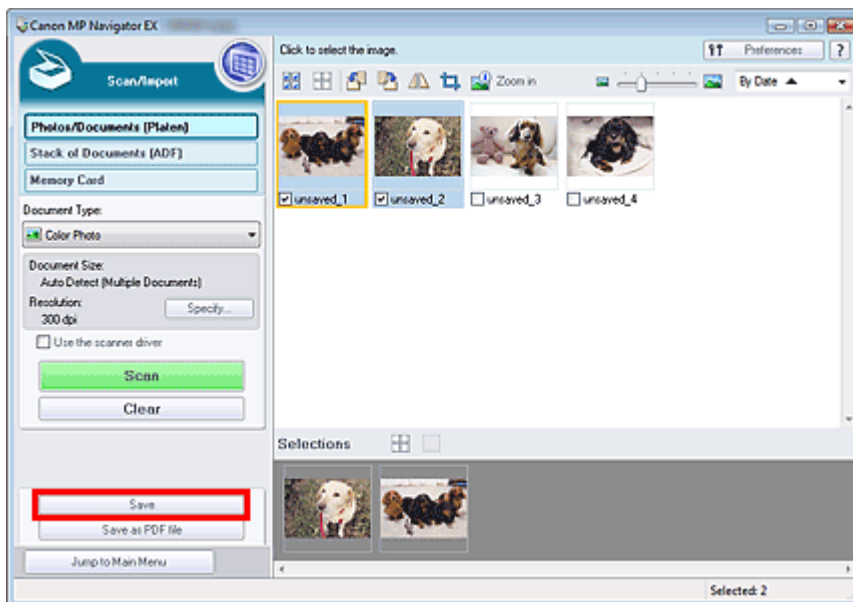 Canon MP Navigator EX
Scan/Import
Photos/Documents (Platen)
Stack of Documents (ADF)
Memory Card
Document Type:
Color Photo
Document Size:
Auto Detect (Multiple Documents)
Resolution:
300 dpi
Specify...
Use the scanner driver
Scan
Clear
Save
Save as PDF file
Jump to Main Menu
Click to select the image.
Preferences
?
Zoom in
By Date
unsaved_1
unsaved_2
unsaved_3
unsaved_4
Selections
Selected: 2